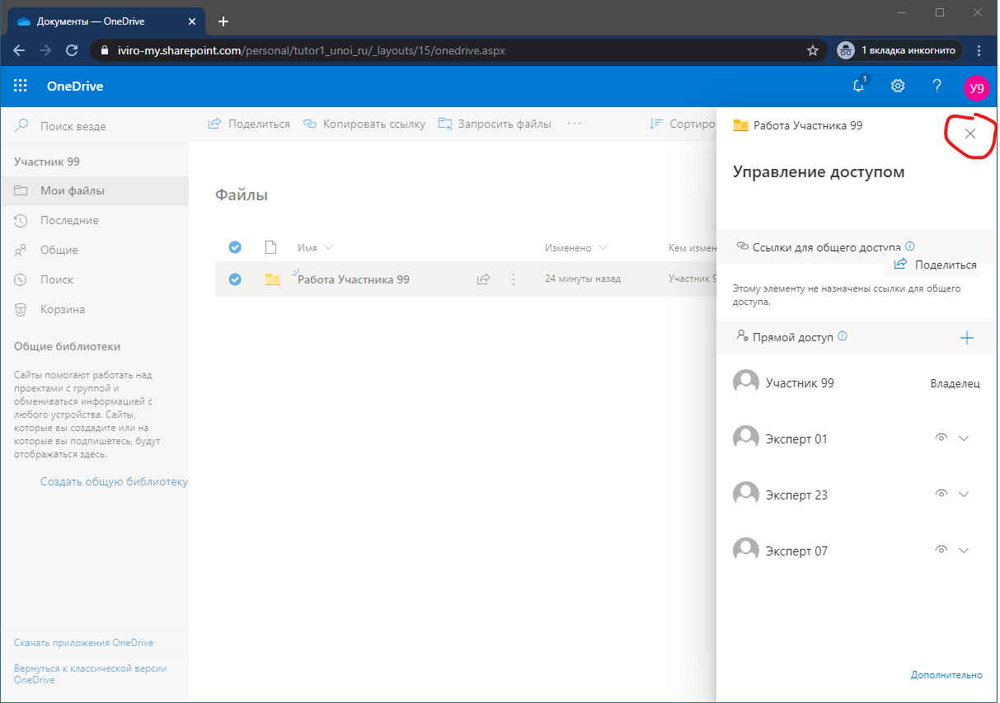 Документы — OneDrive
iviro-my.sharepoint.com/personal/tutor1_unoi_ru/_layouts/15/onedrive.aspx
1 вкладка инкогнито
OneDrive
1
?
У9
Поиск везде
Поделиться
Копировать ссылку
Запросить файлы
...
Сортиро
Участник 99
Мои файлы
Последние
Общие
Поиск
Корзина
Общие библиотеки
Сайты помогают работать над
проектами с группой и
обмениваться информацией с
любого устройства. Сайты,
которые вы создадите или на
которые вы подпишетесь, будут
отображаться здесь.
Создать общую библиотеку
Скачать приложения OneDrive
Вернуться к классической версии
OneDrive
Файлы
Имя
Изменено
Кем измен
Работа Участника 99
24 минуты назад
Участник 9
Работа Участника 99
Управление доступом
Ссылки для общего доступа
Поделиться
Этому элементу не назначены ссылки для общего
доступа.
Прямой доступ
Участник 99
Владелец
Эксперт 01
Эксперт 23
Эксперт 07
Дополнительно